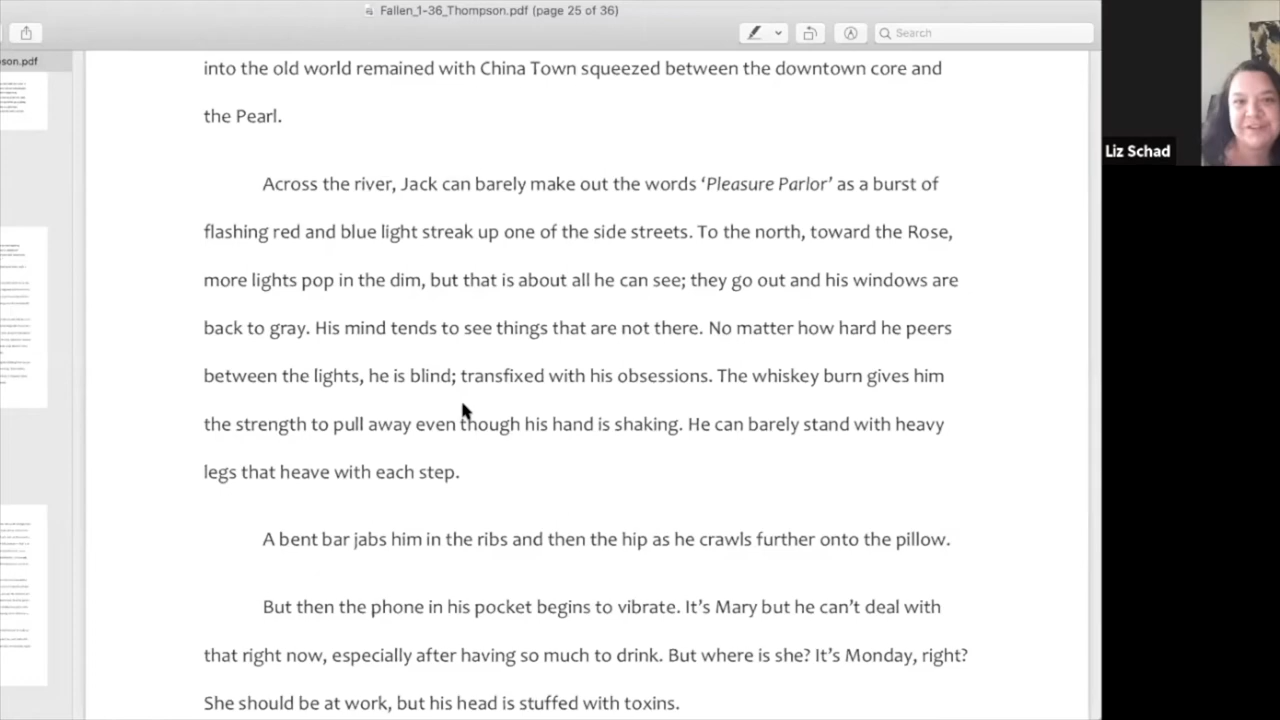 Fallen_1-36_Thompson.pdf (page 25 of 36)
Search
son.pdf
into the old world remained with China Town squeezed between the downtown core and
the Pearl.
Across the river, Jack can barely make out the words ‘Pleasure Parlor’ as a burst of
flashing red and blue light streak up one of the side streets. To the north, toward the Rose,
more lights pop in the dim, but that is about all he can see; they go out and his windows are
back to gray. His mind tends to see things that are not there. No matter how hard he peers
between the lights, he is blind; transfixed with his obsessions. The whiskey burn gives him
the strength to pull away even though his hand is shaking. He can barely stand with heavy
legs that heave with each step.
A bent bar jabs him in the ribs and then the hip as he crawls further onto the pillow.
But then the phone in his pocket begins to vibrate. It’s Mary but he can’t deal with
that right now, especially after having so much to drink. But where is she? It’s Monday, right?
She should be at work, but his head is stuffed with toxins.
Liz Schad